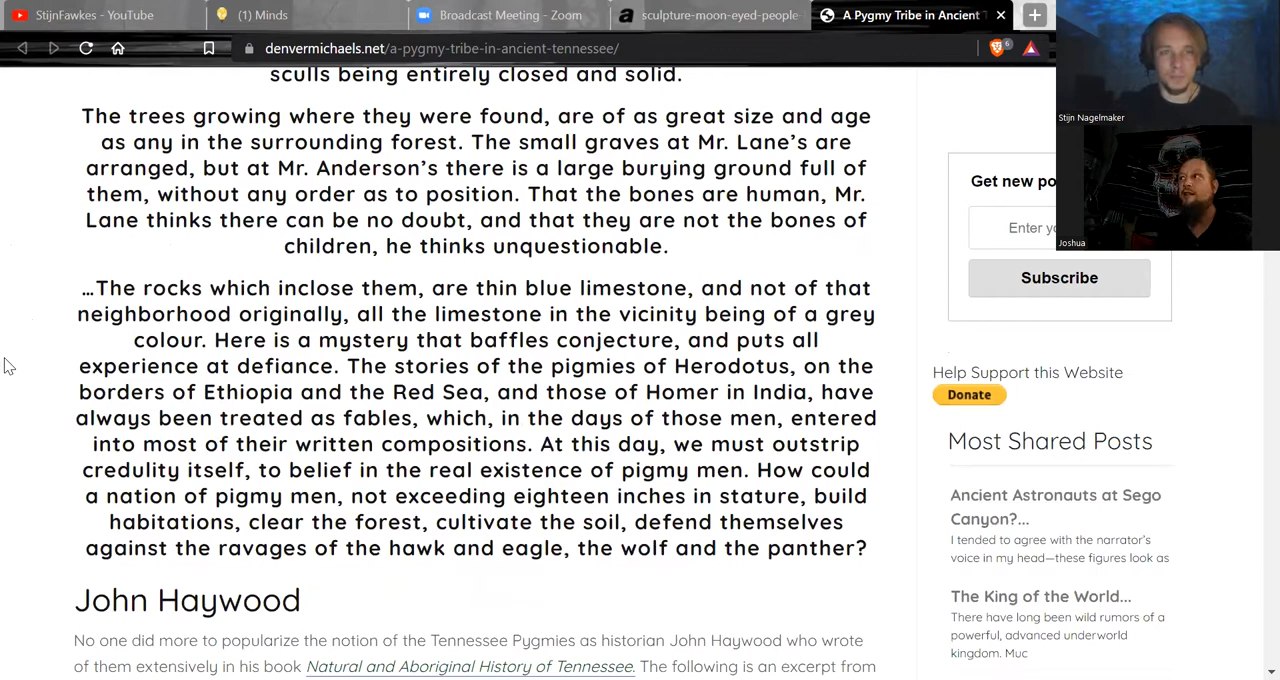 StijnFawkes - YouTube
(1) Minds
Broadcast Meeting - Zoom
a
sculpture-moon-eyed-people-
A Pygmy Tribe in Ancient T
denvermichaels.net/a-pygmy-tribe-in-ancient-tennessee/
6
sculls being entirely closed and solid.
The trees growing where they were found, are of as great size and age
as any in the surrounding forest. The small graves at Mr. Lane’s are
arranged, but at Mr. Anderson’s there is a large burying ground full of
them, without any order as to position. That the bones are human, Mr.
Lane thinks there can be no doubt, and that they are not the bones of
children, he thinks unquestionable.
…The rocks which inclose them, are thin blue limestone, and not of that
neighborhood originally, all the limestone in the vicinity being of a grey
colour. Here is a mystery that baffles conjecture, and puts all
experience at defiance. The stories of the pigmies of Herodotus, on the
borders of Ethiopia and the Red Sea, and those of Homer in India, have
always been treated as fables, which, in the days of those men, entered
into most of their written compositions. At this day, we must outstrip
credulity itself, to belief in the real existence of pigmy men. How could
a nation of pigmy men, not exceeding eighteen inches in stature, build
habitations, clear the forest, cultivate the soil, defend themselves
against the ravages of the hawk and eagle, the wolf and the panther?
John Haywood
No one did more to popularize the notion of the Tennessee Pygmies as historian John Haywood who wrote
of them extensively in his book Natural and Aboriginal History of Tennessee. The following is an excerpt from
Stijn Nagelmaker
Joshua
Get new po
Enter yo
Subscribe
Help Support this Website
Donate
Most Shared Posts
Ancient Astronauts at Sego
Canyon?...
I tended to agree with the narrator’s
voice in my head—these figures look as
The King of the World...
There have long been wild rumors of a
powerful, advanced underworld
kingdom. Muc